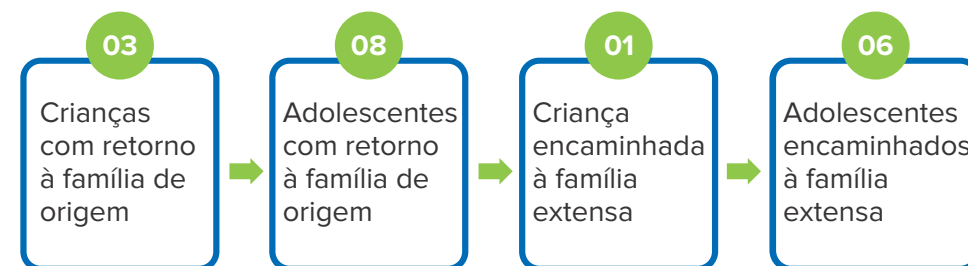 03
Crianças
com retorno
à família de
origem
08
Adolescentes
com retorno
à família de
origem
01
Criança
encaminhada
à família
extensa
06
Adolescentes
encaminhados
à família
extensa